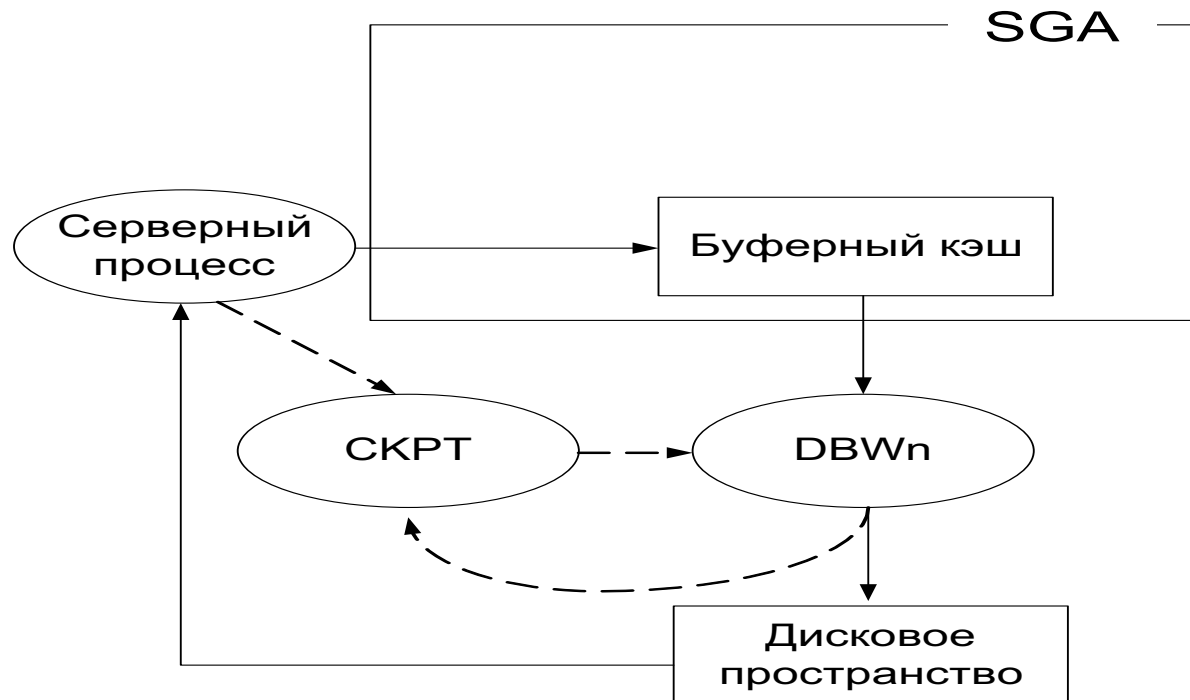 SGA
Серверный
процесс
Буферный кэш
CKPT
DBWn
Дисковое
пространство